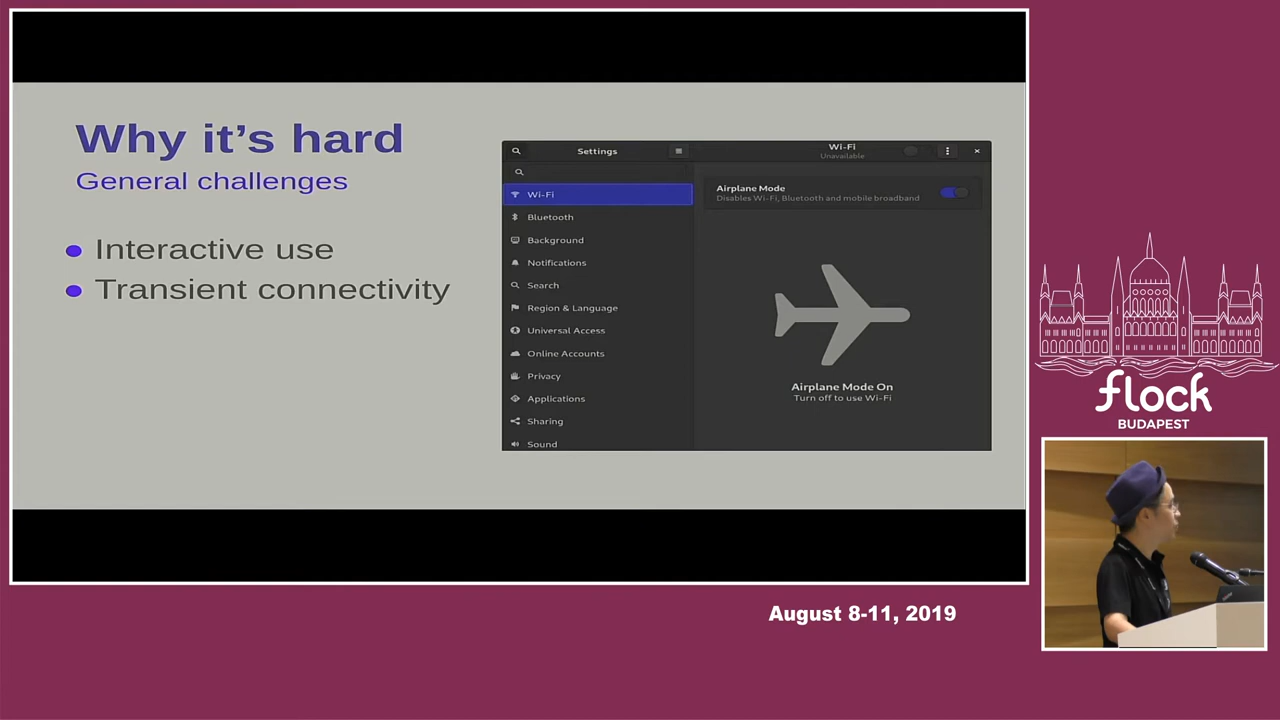 Why it's hard
General challenges
Interactive use
Transient connectivity
Settings
Wi-Fi
Unavailable
Wi-Fi
Bluetooth
Background
Notifications
Search
Region & Language
Universal Access
Online Accounts
Privacy
Applications
Sharing
Sound
Airplane Mode
Disables Wi-Fi, Bluetooth and mobile broadband
Airplane Mode On
Turn off to use Wi-Fi
flock
BUDAPEST
August 8-11, 2019